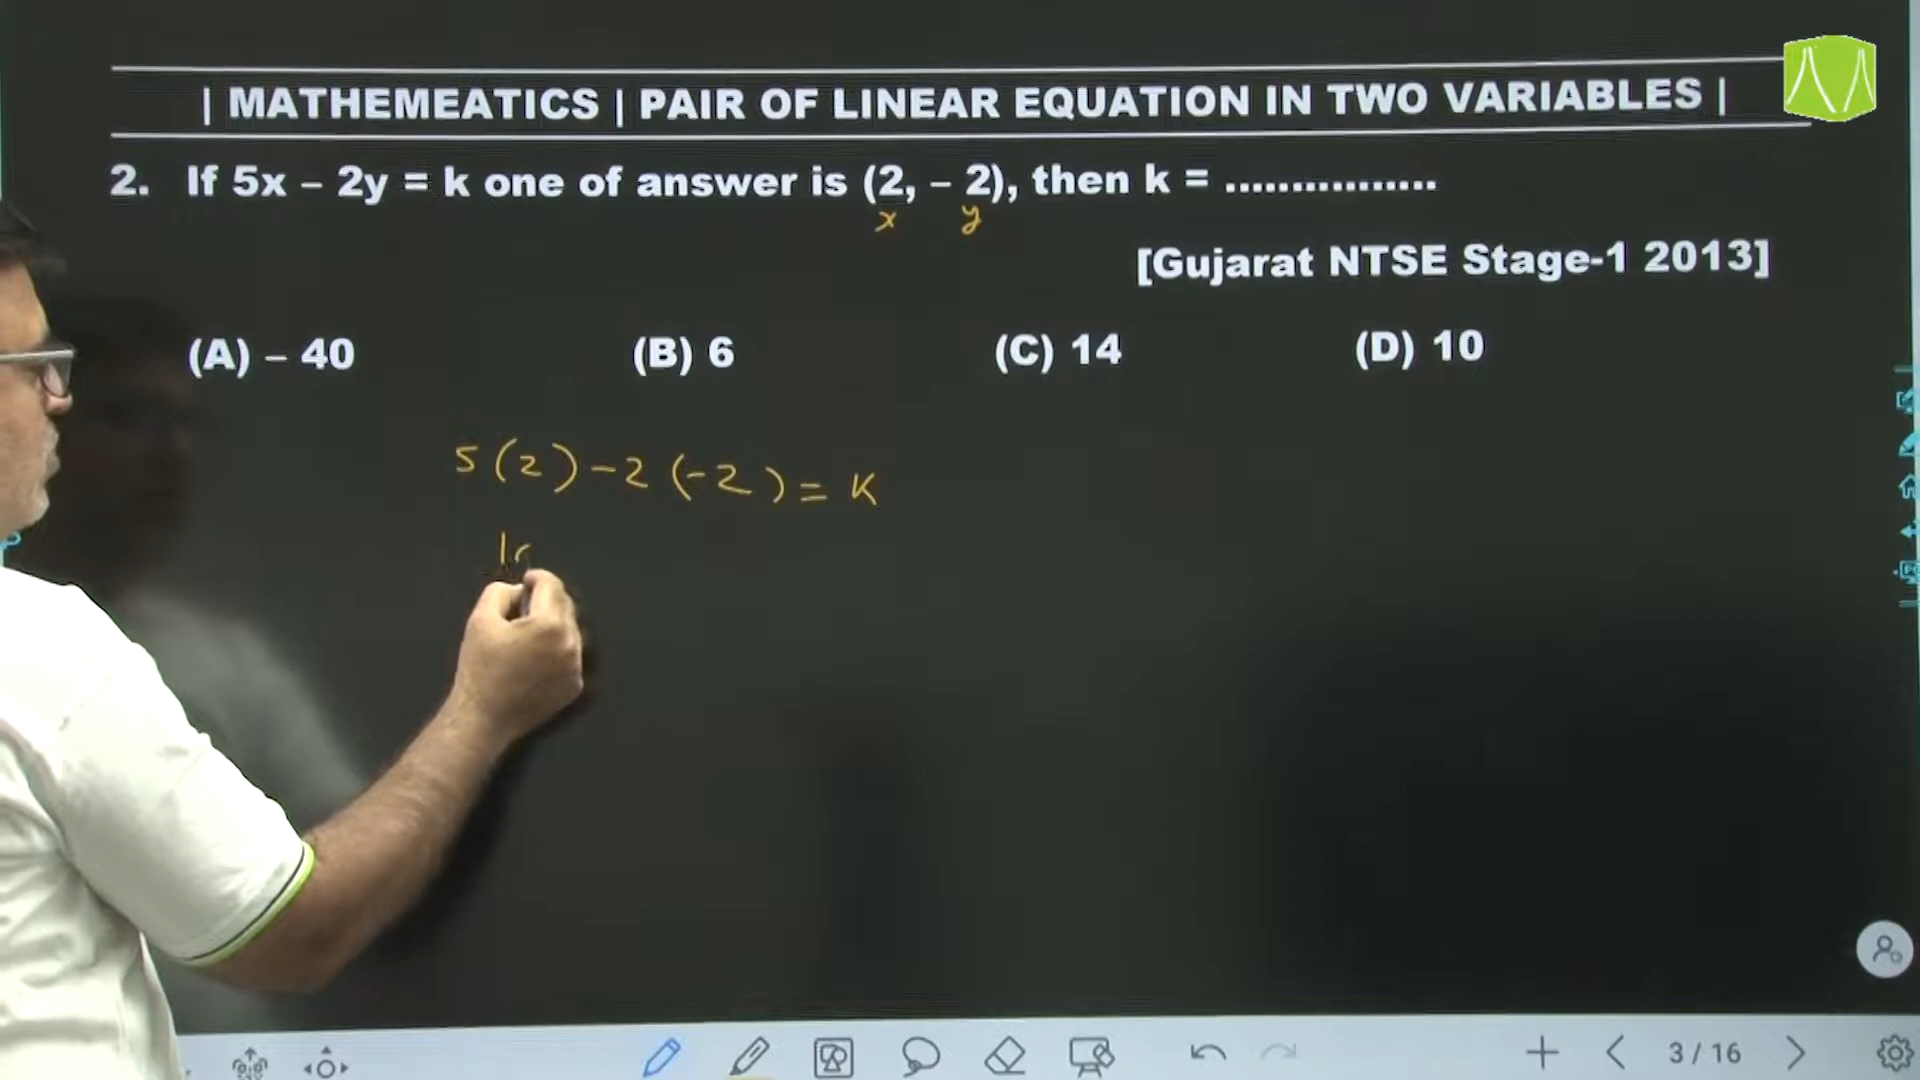 | MATHEMEATICS | PAIR OF LINEAR EQUATION IN TWO VARIABLES |
2. If 5x – 2y = k one of answer is (2, – 2), then k = ................
x y
[Gujarat NTSE Stage-1 2013]
(A) – 40 (B) 6 (C) 14 (D) 10
5(2)-2(-2)=K
3 / 16